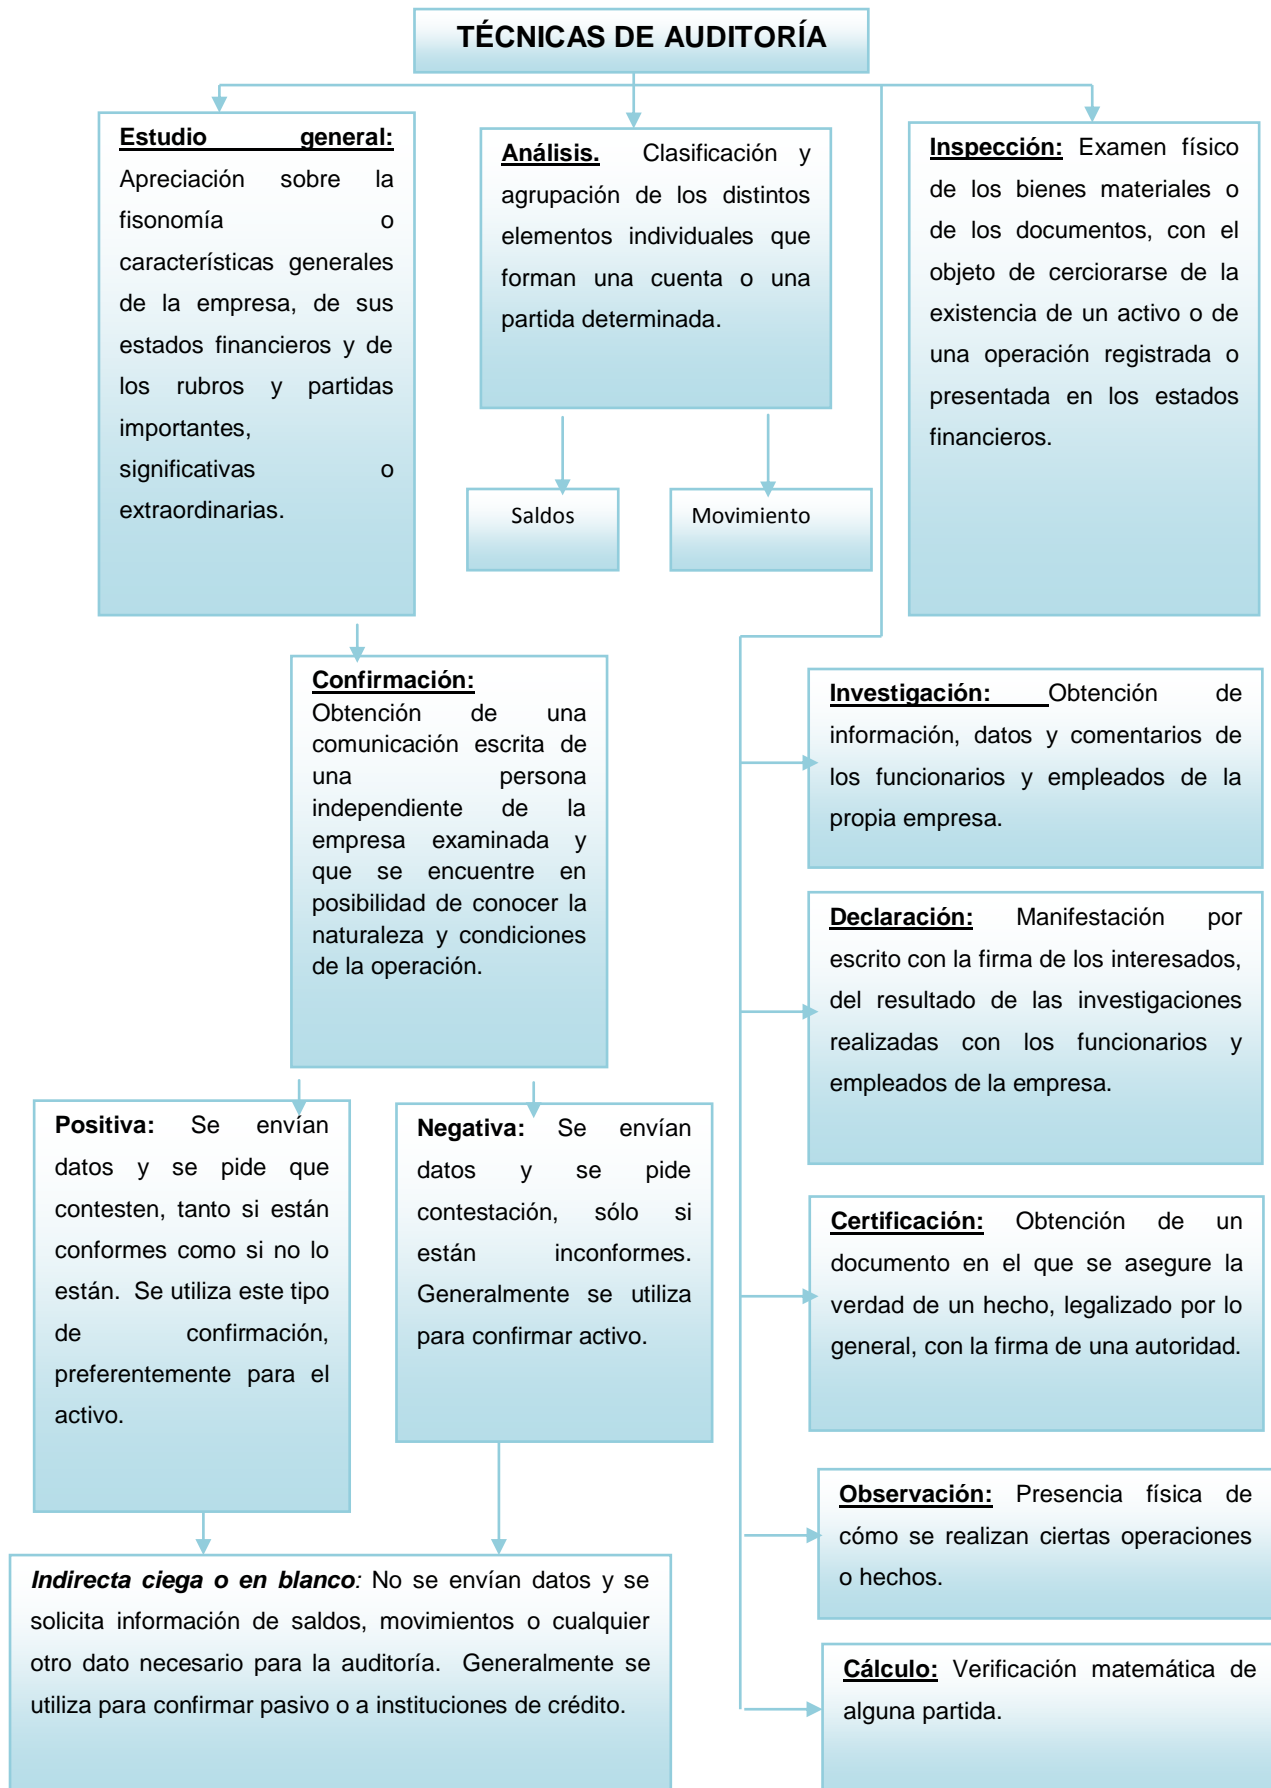 TÉCNICAS DE AUDITORÍA
Estudio general:
Apreciación sobre la
fisonomía o
características generales
de la empresa, de sus
estados financieros y de
los rubros y partidas
importantes,
significativas o
extraordinarias.
Análisis. Clasificación y
agrupación de los distintos
elementos individuales que
forman una cuenta o una
partida determinada.
Saldos
Movimiento
Inspección: Examen físico
de los bienes materiales o
de los documentos, con el
objeto de cerciorarse de la
existencia de un activo o de
una operación registrada o
presentada en los estados
financieros.
Confirmación:
Obtención de una
comunicación escrita de
una persona
independiente de la
empresa examinada y
que se encuentre en
posibilidad de conocer la
naturaleza y condiciones
de la operación.
Positiva: Se envían
datos y se pide que
contesten, tanto si están
conformes como si no lo
están. Se utiliza este tipo
de confirmación,
preferentemente para el
activo.
Negativa: Se envían
datos y se pide
contestación, sólo si
están inconformes.
Generalmente se utiliza
para confirmar activo.
Indirecta ciega o en blanco: No se envían datos y se
solicita información de saldos, movimientos o cualquier
otro dato necesario para la auditoría. Generalmente se
utiliza para confirmar pasivo o a instituciones de crédito.
Investigación: Obtención de
información, datos y comentarios de
los funcionarios y empleados de la
propia empresa.
Declaración: Manifestación por
escrito con la firma de los interesados,
del resultado de las investigaciones
realizadas con los funcionarios y
empleados de la empresa.
Certificación: Obtención de un
documento en el que se asegure la
verdad de un hecho, legalizado por lo
general, con la firma de una autoridad.
Observación: Presencia física de
cómo se realizan ciertas operaciones
o hechos.
Cálculo: Verificación matemática de
alguna partida.